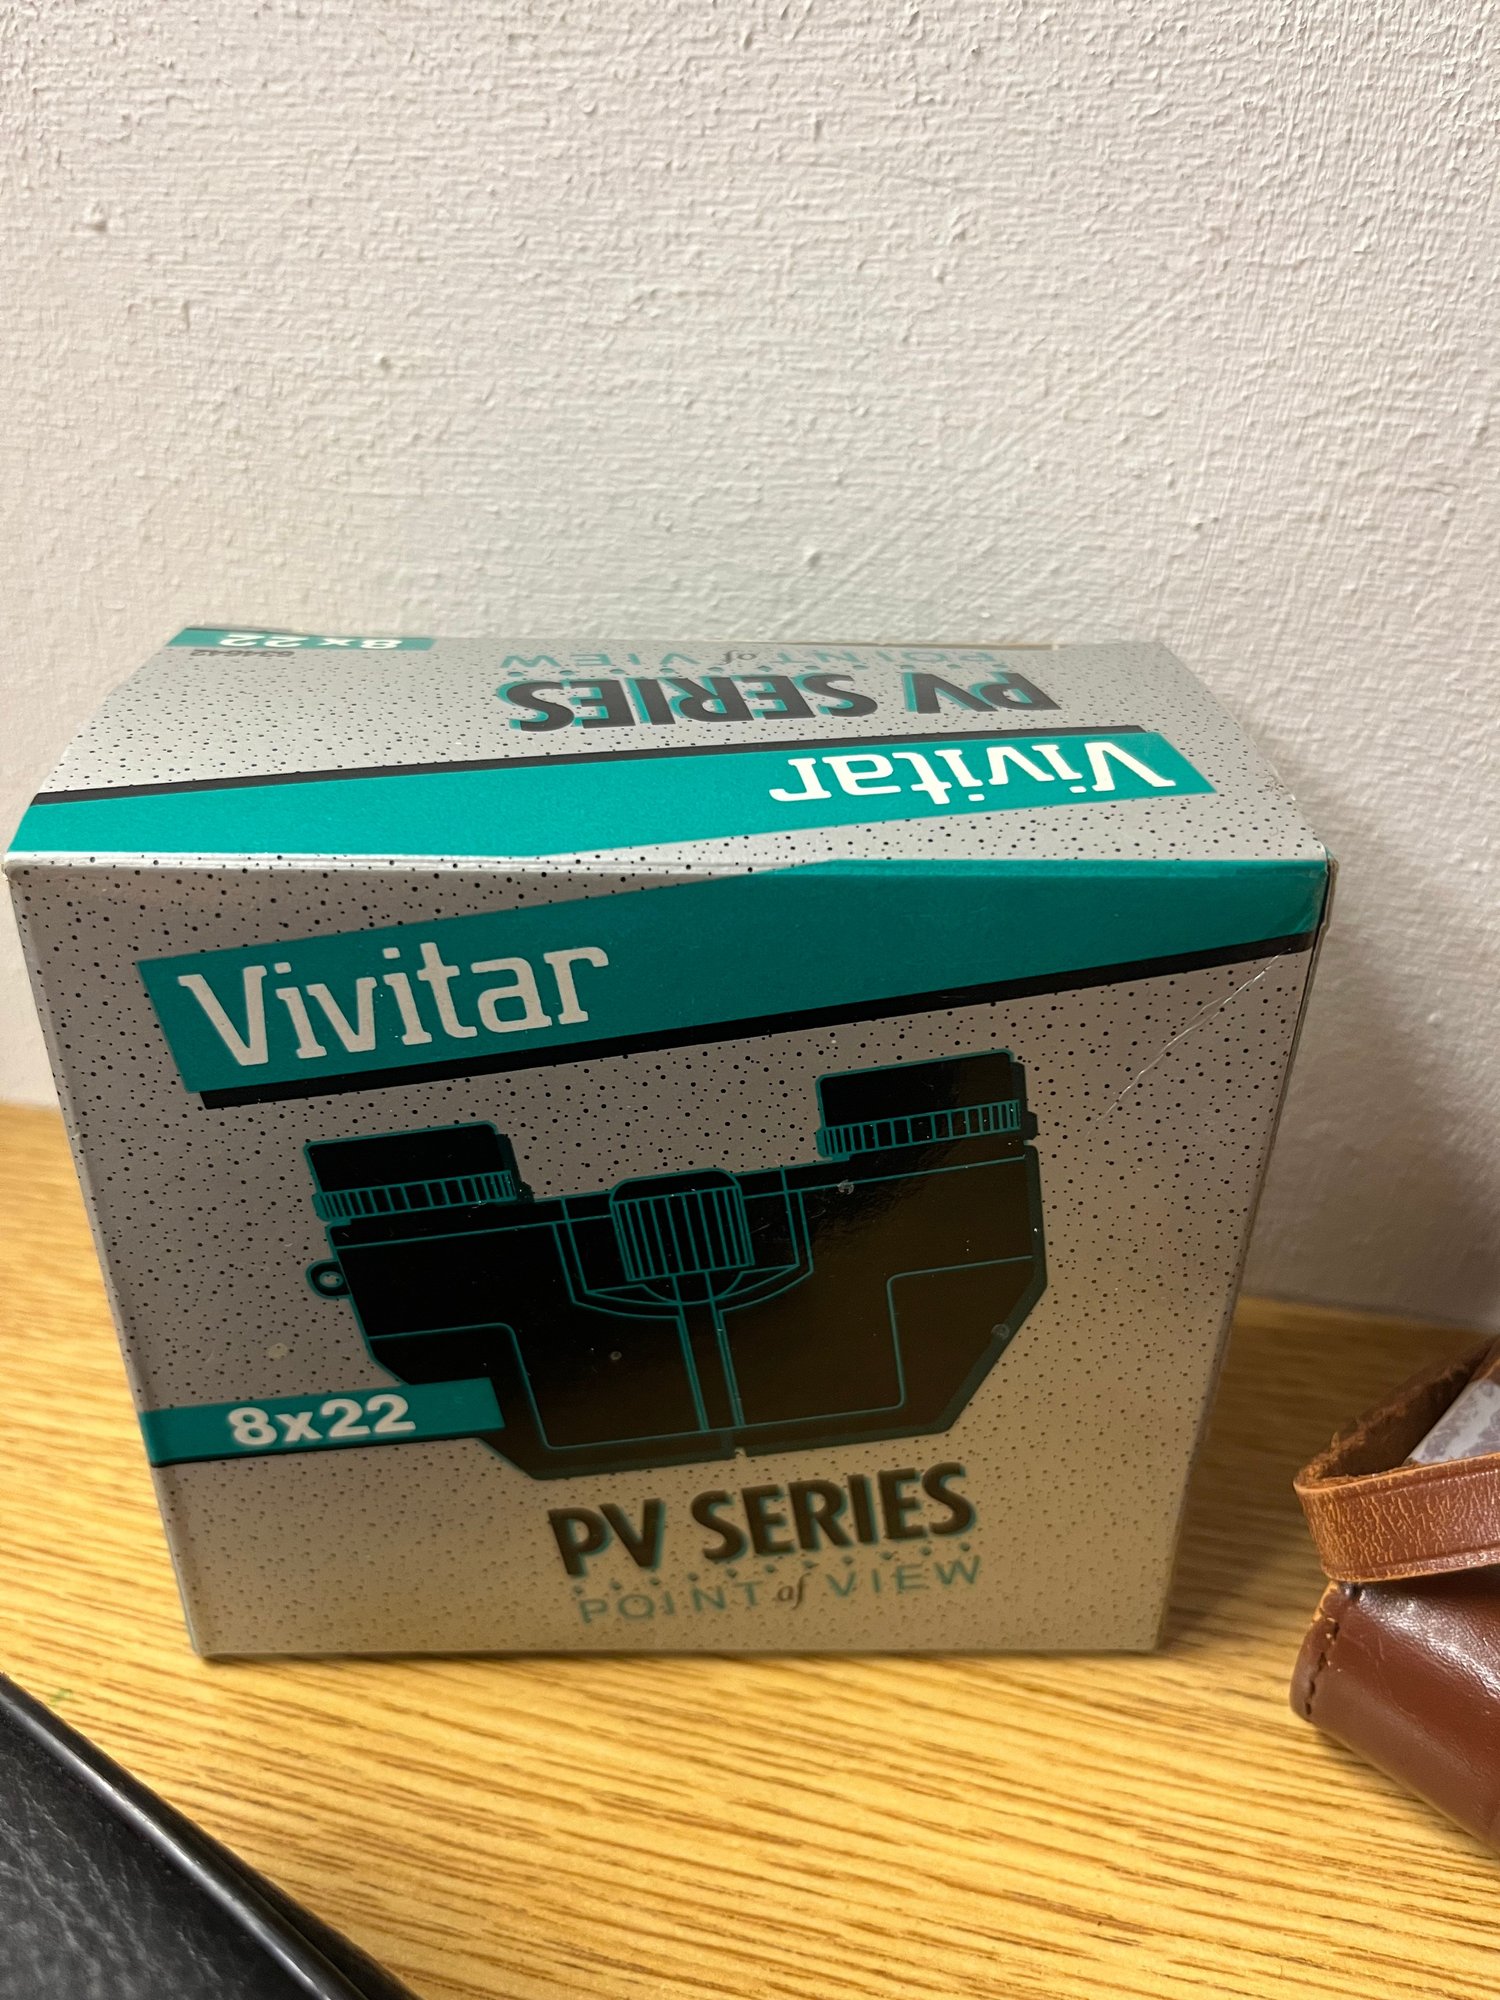 8x22
POINT of VIEW
PV SERIES
Vivitar
Vivitar
8x22
PV SERIES
POINT of VIEW